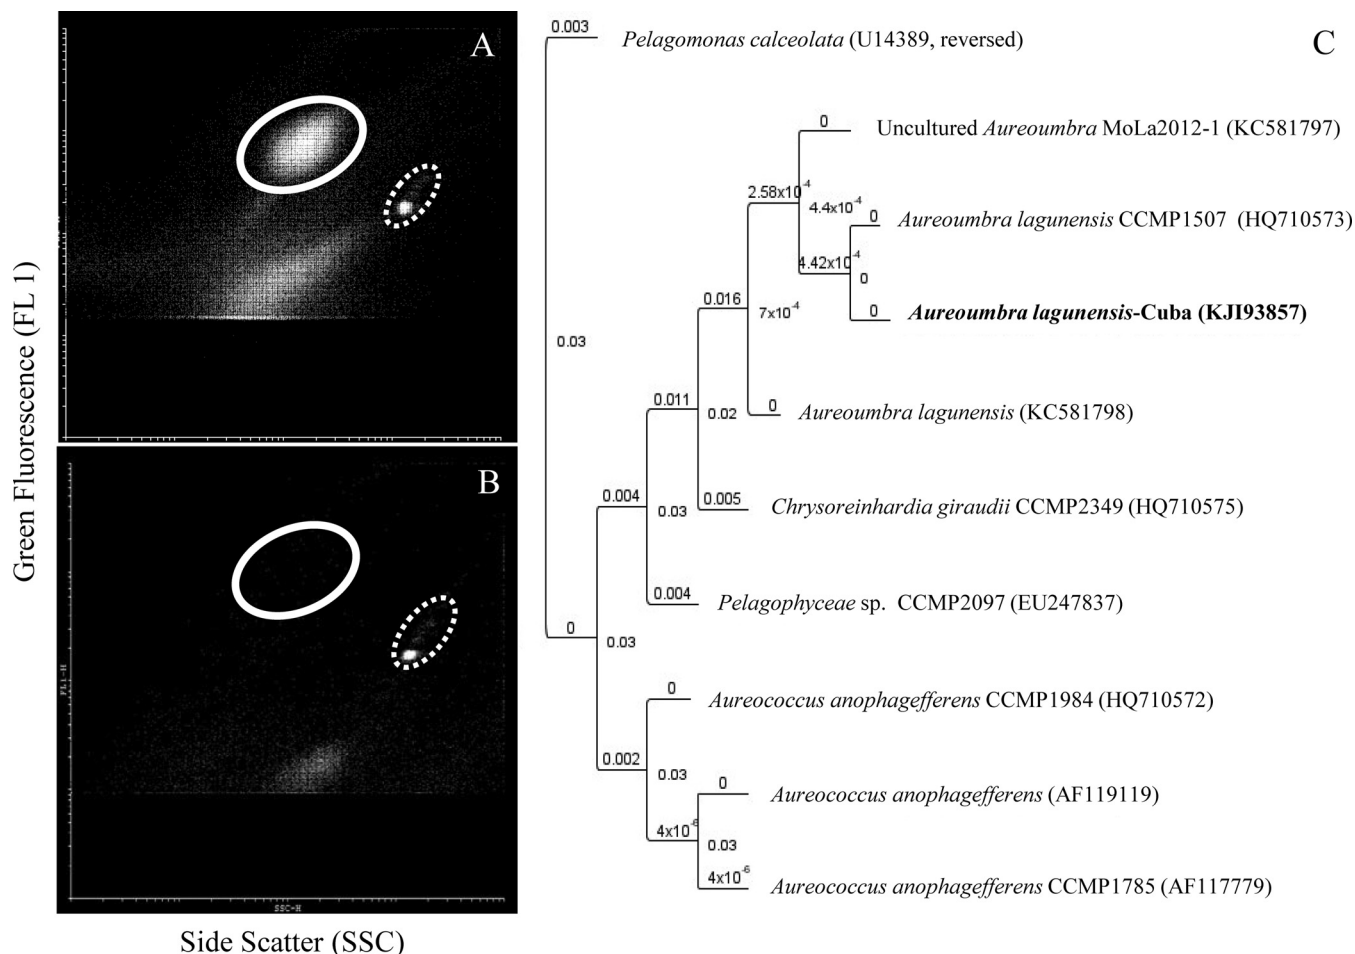 A
B
FL1-H
SSC-H
Green Fluorescence (FL 1)
Side Scatter (SSC)
C
0.003
Pelagomonas calceolata (U14389, reversed)
0
Uncultured Aureoumbra MoLa2012-1 (KC581797)
2.58x10⁻⁴
4.4x10⁻⁴
0
Aureoumbra lagunensis CCMP1507 (HQ710573)
4.42x10⁻⁴
0
0.016
7x10⁻⁴
0
Aureoumbra lagunensis-Cuba (KJI93857)
0.03
0.011
0.02
0
Aureoumbra lagunensis (KC581798)
0.004
0.03
0.005
Chrysoreinhardia giraudii CCMP2349 (HQ710575)
0.004
Pelagophyceae sp. CCMP2097 (EU247837)
0
0.03
0
Aureococcus anophagefferens CCMP1984 (HQ710572)
0.002
0.03
0
Aureococcus anophagefferens (AF119119)
4x10⁻⁶
0.03
4x10⁻⁶
Aureococcus anophagefferens CCMP1785 (AF117779)